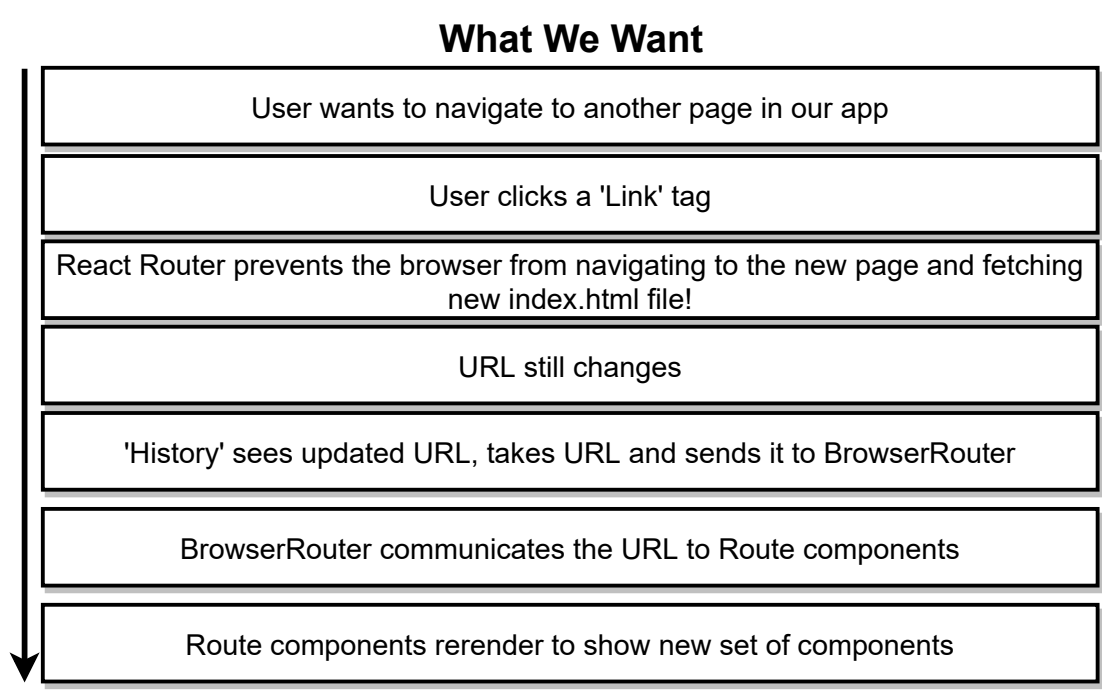 What We Want
User wants to navigate to another page in our app
User clicks a 'Link' tag
React Router prevents the browser from navigating to the new page and fetching
new index.html file!
URL still changes
'History' sees updated URL, takes URL and sends it to BrowserRouter
BrowserRouter communicates the URL to Route components
Route components rerender to show new set of components